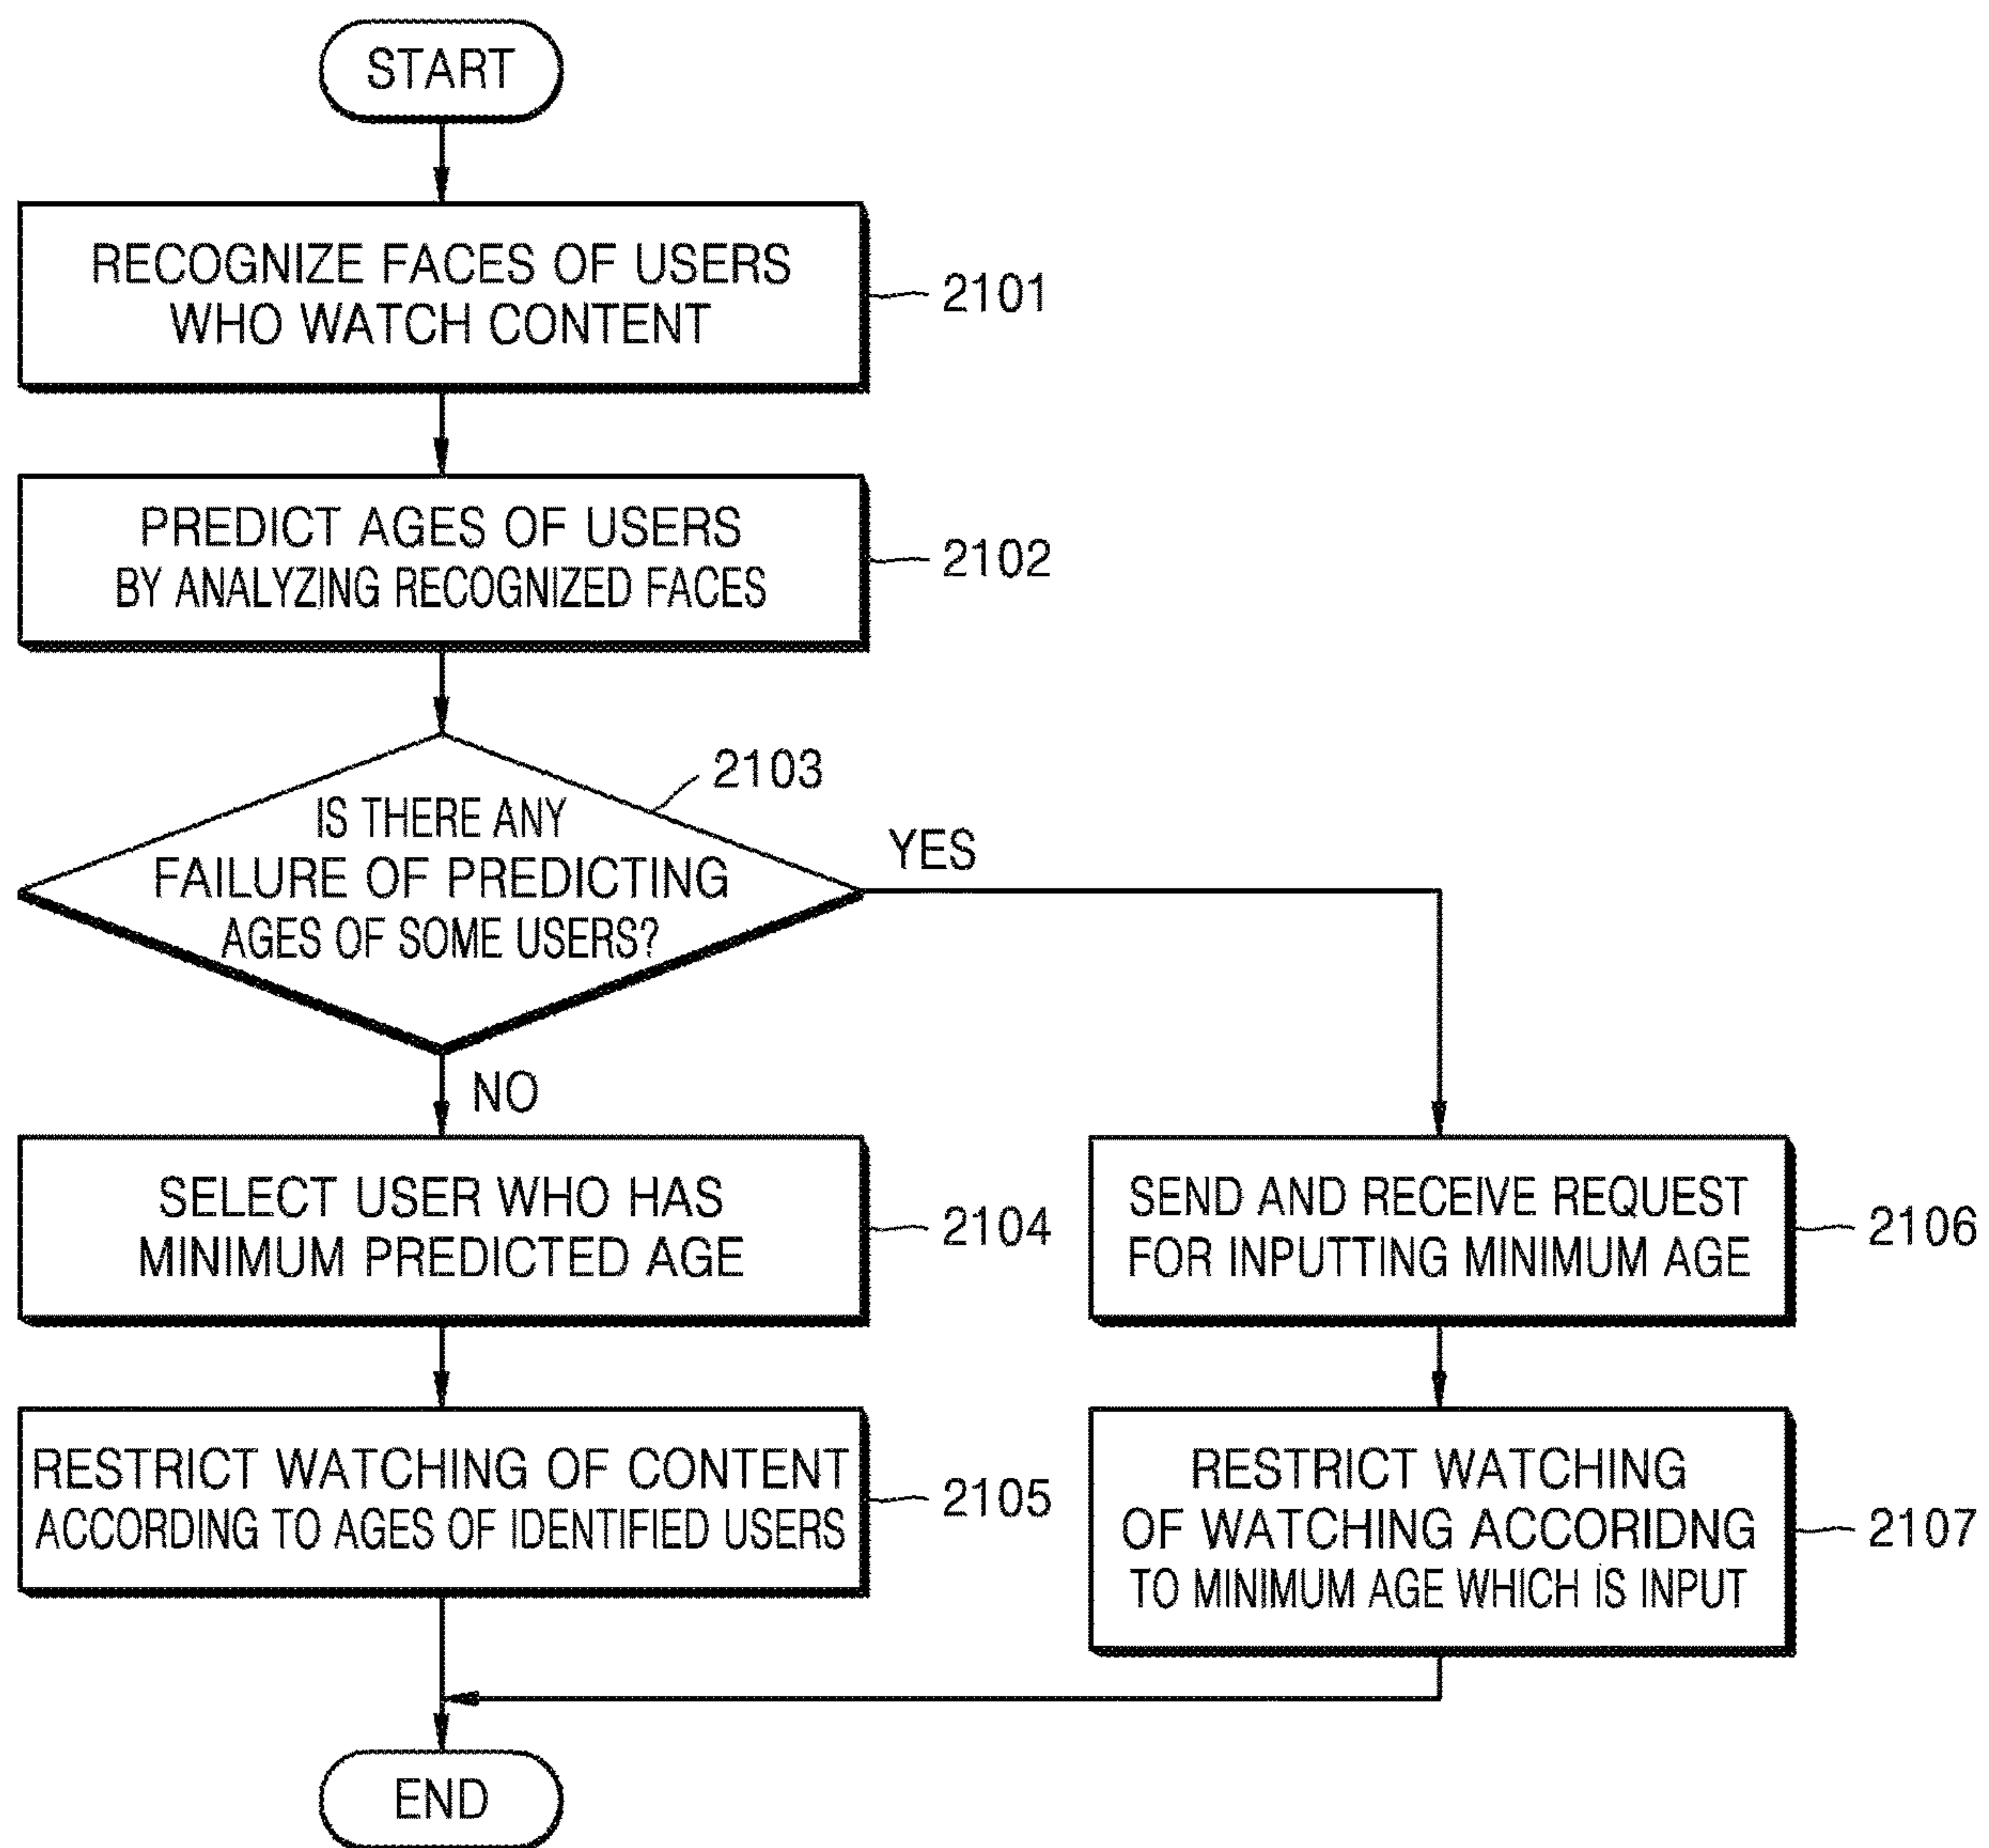 START
RECOGNIZE FACES OF USERS
WHO WATCH CONTENT
2101
PREDICT AGES OF USERS
BY ANALYZING RECOGNIZED FACES
2102
2103
IS THERE ANY
FAILURE OF PREDICTING
AGES OF SOME USERS?
YES
NO
SELECT USER WHO HAS
MINIMUM PREDICTED AGE
2104
RESTRICT WATCHING OF CONTENT
ACCORDING TO AGES OF IDENTIFIED USERS
2105
SEND AND RECEIVE REQUEST
FOR INPUTTING MINIMUM AGE
2106
RESTRICT WATCHING
OF WATCHING ACCORIDNG
TO MINIMUM AGE WHICH IS INPUT
2107
END